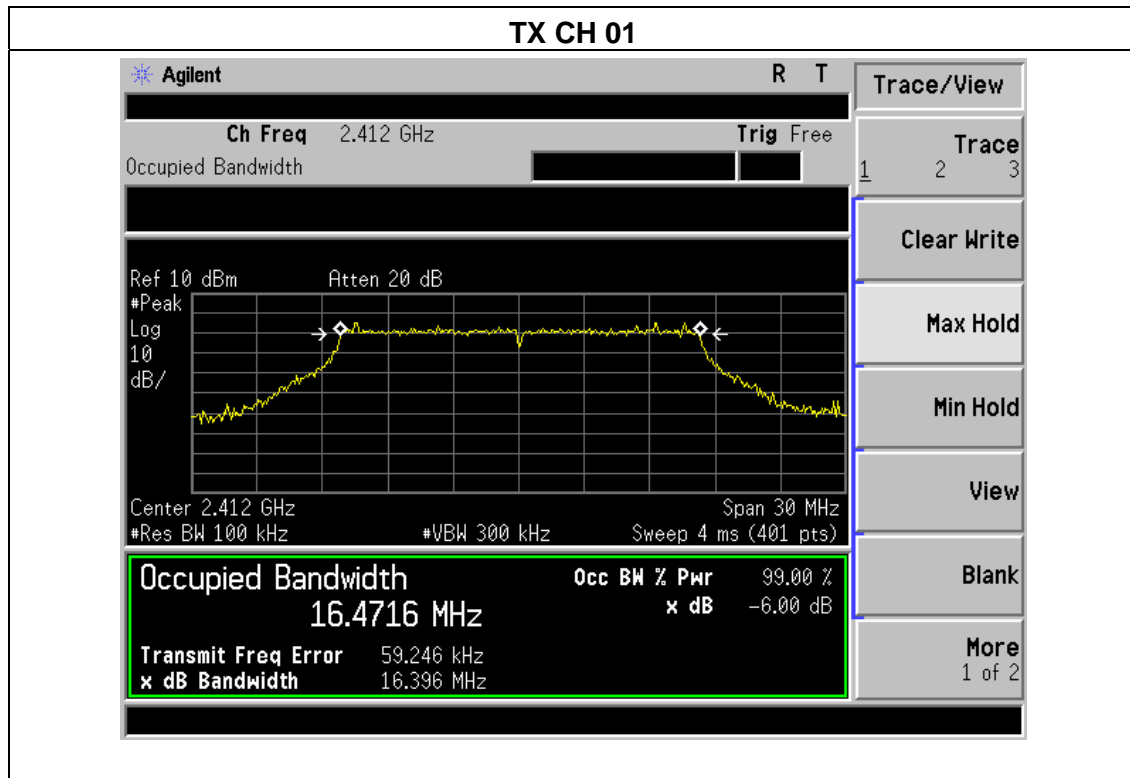 TX CH 01
Agilent R T
Trace/View
Ch Freq 2.412 GHz Trig Free
Occupied Bandwidth
Trace
1 2 3
Clear Write
Ref 10 dBm Atten 20 dB
#Peak
Log
10
dB/
Max Hold
Min Hold
View
Center 2.412 GHz Span 30 MHz
#Res BW 100 kHz #VBW 300 kHz Sweep 4 ms (401 pts)
Occupied Bandwidth Occ BW % Pwr 99.00 %
16.4716 MHz x dB -6.00 dB
Blank
Transmit Freq Error 59.246 kHz
x dB Bandwidth 16.396 MHz
More
1 of 2